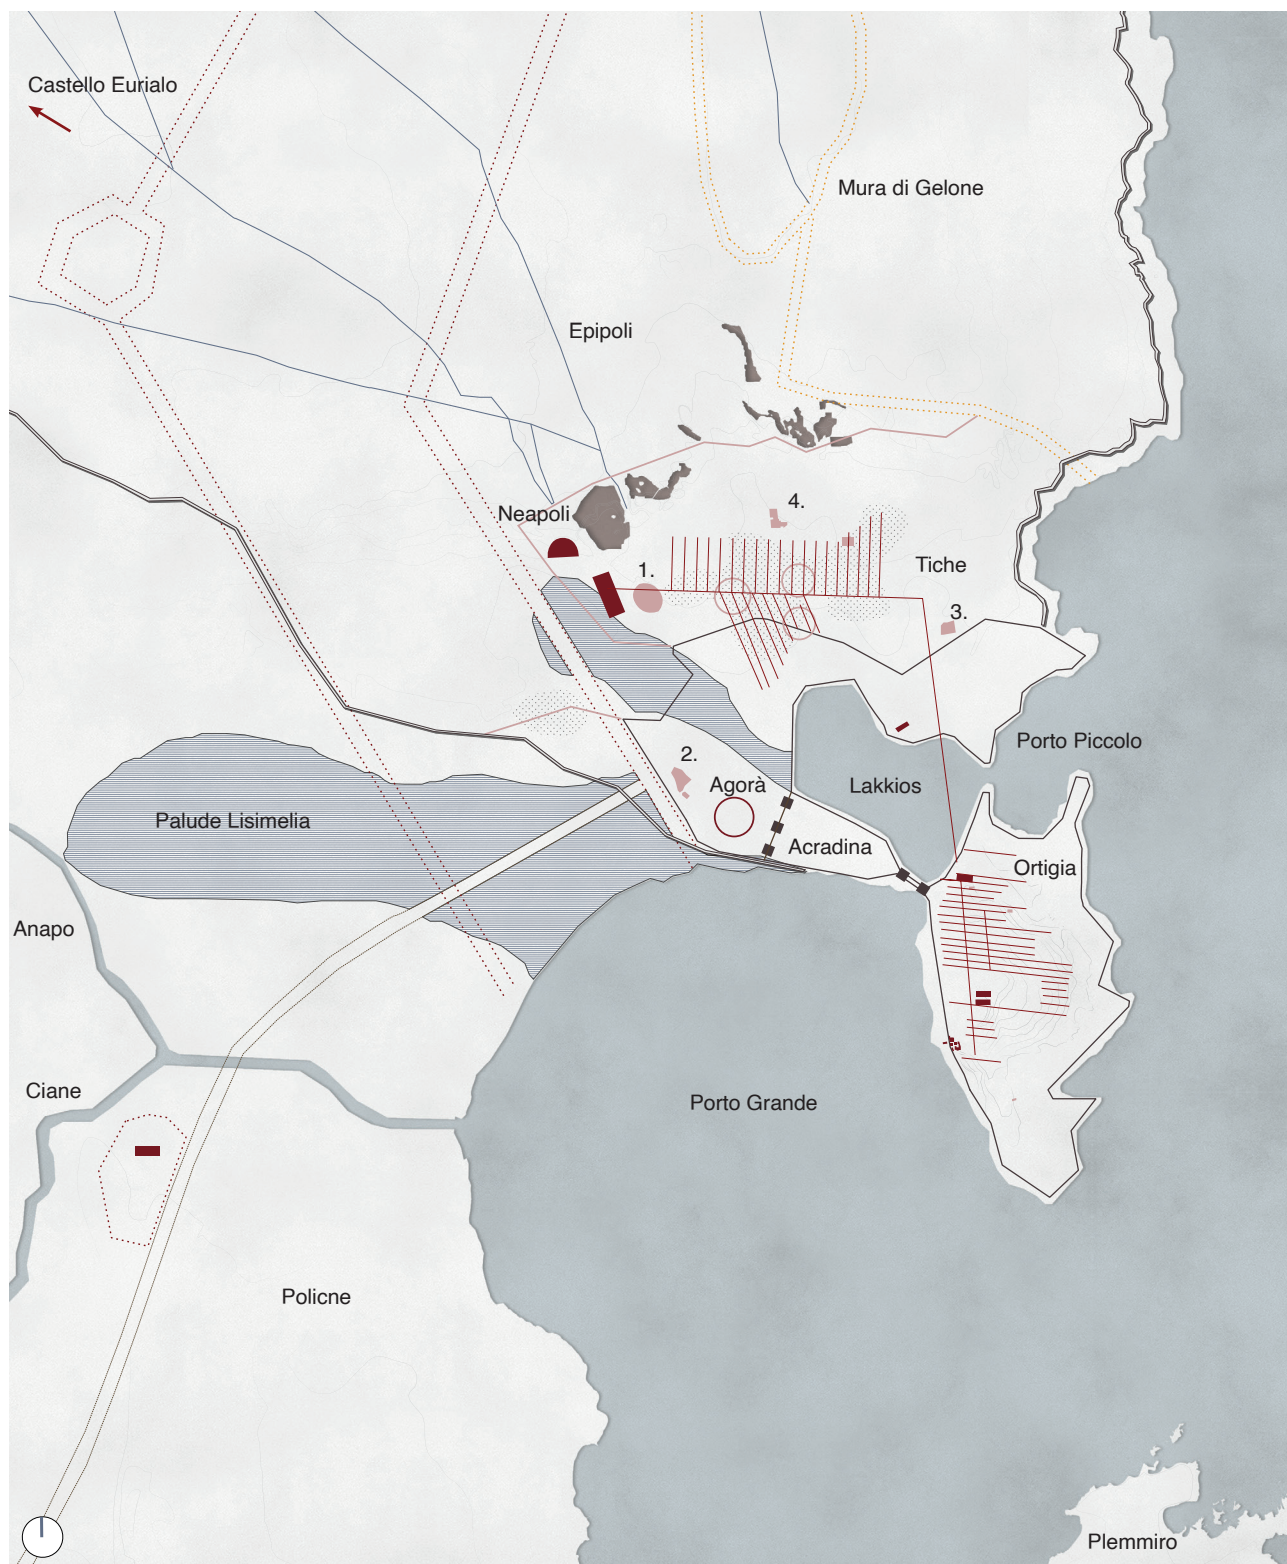 Castello Eurialo
Mura di Gelone
Epipoli
4.
Neapoli
Tiche
1.
3.
Porto Piccolo
2.
Agorà
Lakkios
Palude Lisimelia
Acradina
Ortigia
Anapo
Ciane
Porto Grande
Policne
Plemmiro